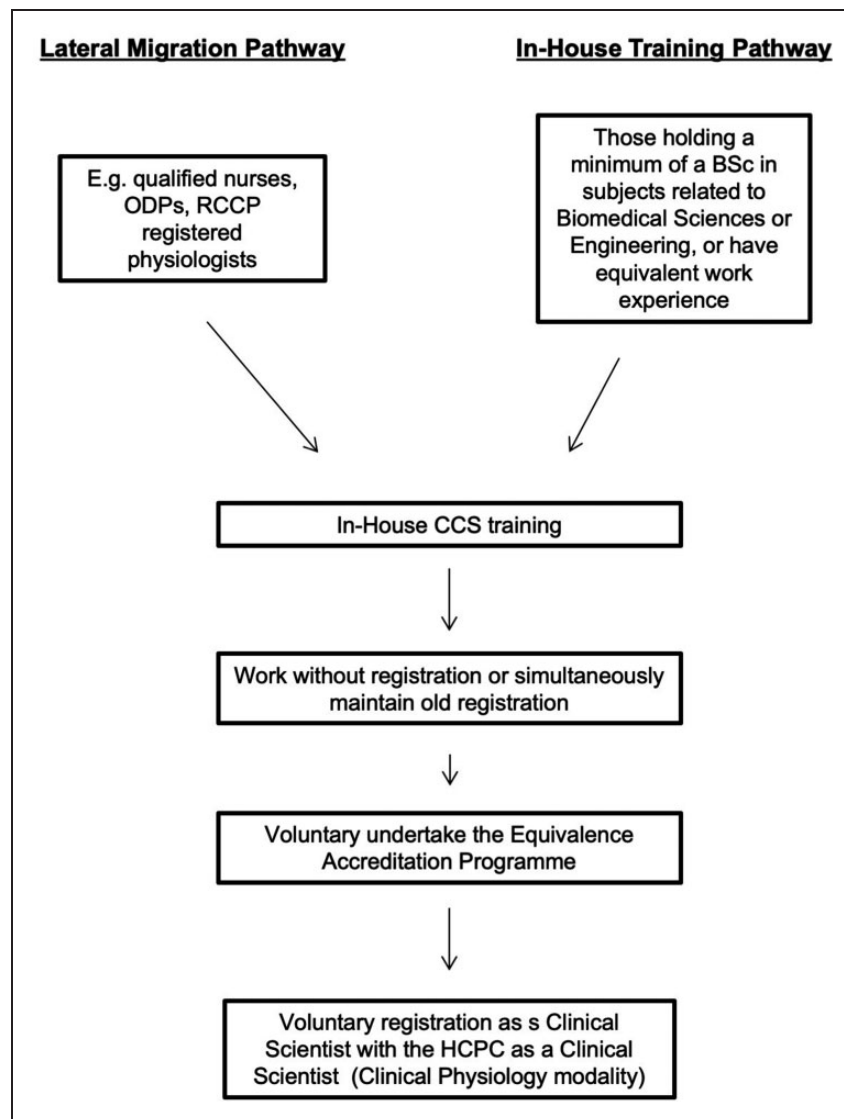 Lateral Migration Pathway
In-House Training Pathway
E.g. qualified nurses,
ODPs, RCCP
registered
physiologists
Those holding a
minimum of a BSc in
subjects related to
Biomedical Sciences or
Engineering, or have
equivalent work
experience
In-House CCS training
Work without registration or simultaneously
maintain old registration
Voluntary undertake the Equivalence
Accreditation Programme
Voluntary registration as s Clinical
Scientist with the HCPC as a Clinical
Scientist (Clinical Physiology modality)